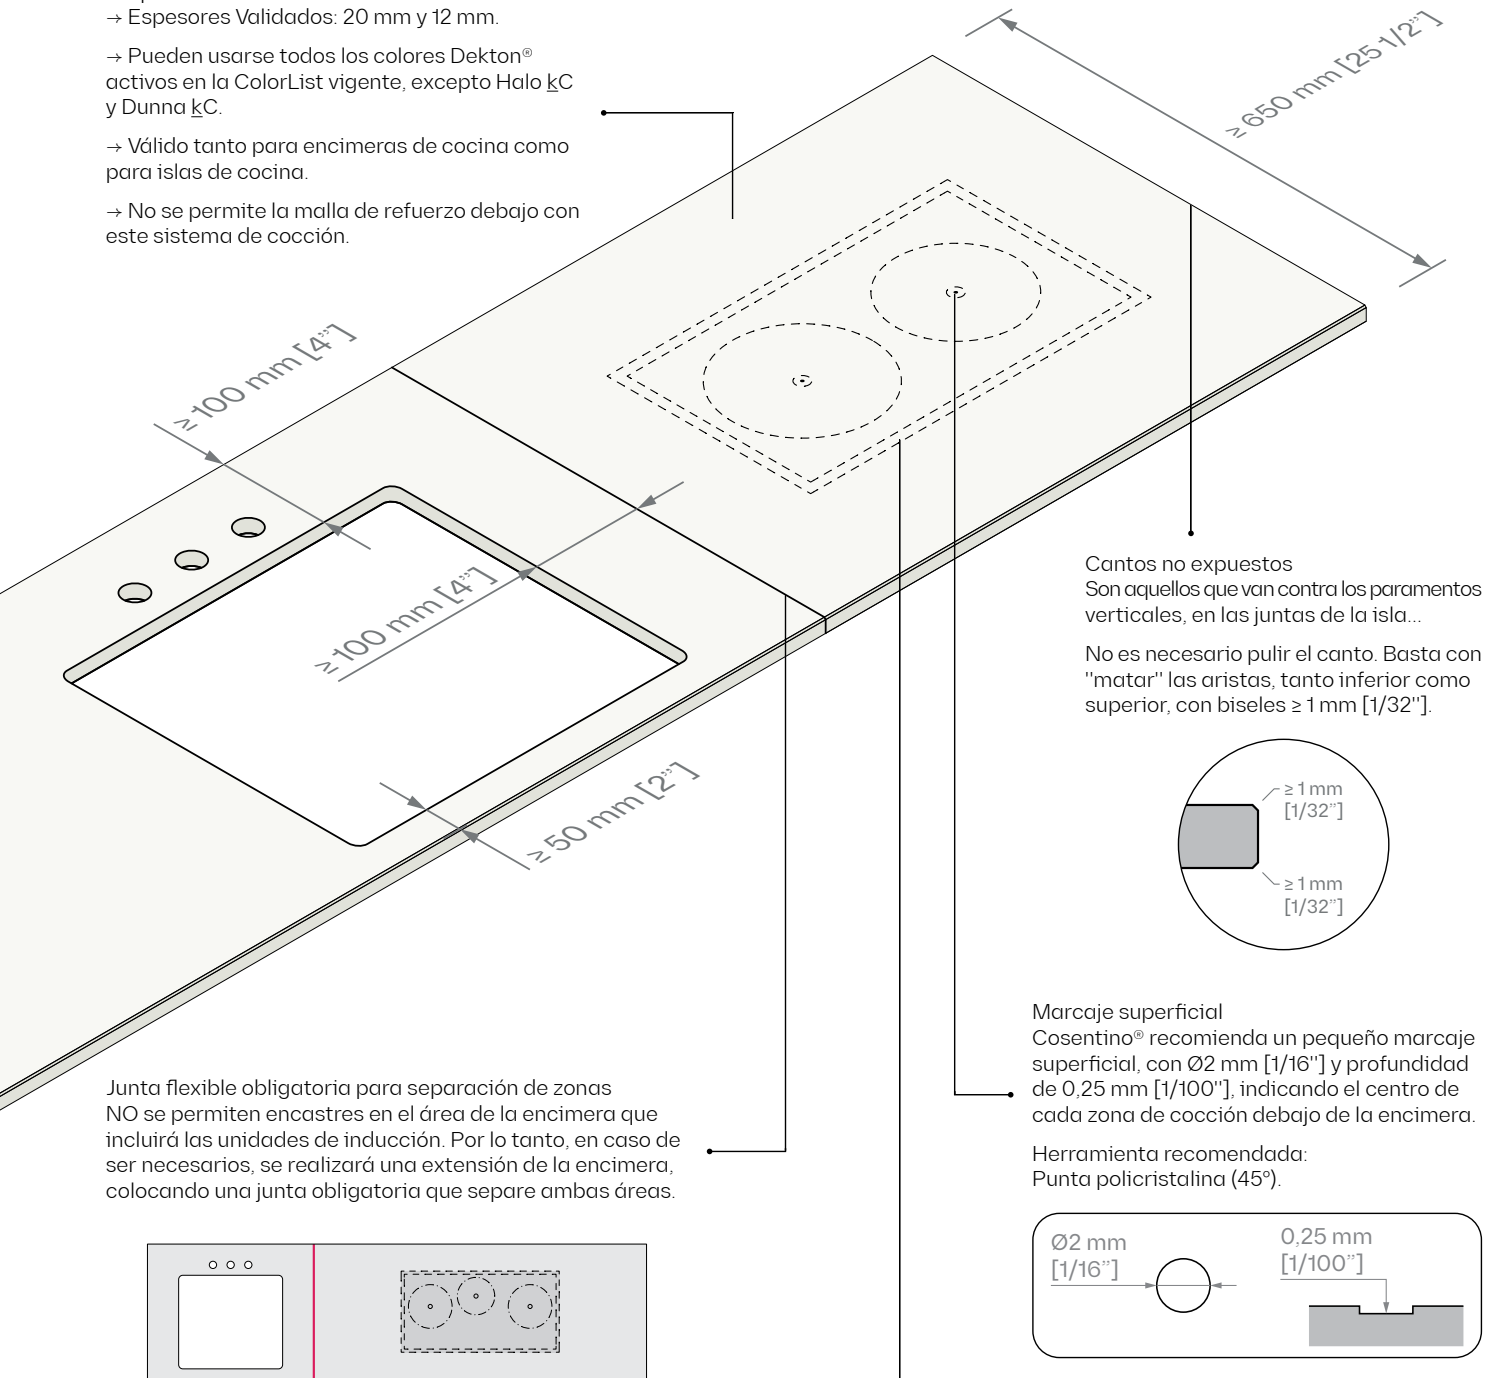 → Espesores Validados: 20 mm y 12 mm.
→ Pueden usarse todos los colores Dekton®
activos en la ColorList vigente, excepto Halo kC
y Dunna kC.
→ Válido tanto para encimeras de cocina como
para islas de cocina.
→ No se permite la malla de refuerzo debajo con
este sistema de cocción.
≥ 650 mm [25 1/2”]
≥ 100 mm [4”]
≥ 100 mm [4”]
≥ 50 mm [2”]
Cantos no expuestos
Son aquellos que van contra los paramentos
verticales, en las juntas de la isla...
No es necesario pulir el canto. Basta con
"matar" las aristas, tanto inferior como
superior, con biseles ≥ 1 mm [1/32"].
≥ 1 mm
[1/32”]
≥ 1 mm
[1/32”]
Marcaje superficial
Cosentino® recomienda un pequeño marcaje
superficial, con Ø2 mm [1/16"] y profundidad
de 0,25 mm [1/100"], indicando el centro de
cada zona de cocción debajo de la encimera.
Herramienta recomendada:
Punta policristalina (45°).
Ø2 mm
[1/16”]
0,25 mm
[1/100”]
Junta flexible obligatoria para separación de zonas
NO se permiten encastres en el área de la encimera que
incluirá las unidades de inducción. Por lo tanto, en caso de
ser necesarios, se realizará una extensión de la encimera,
colocando una junta obligatoria que separe ambas áreas.